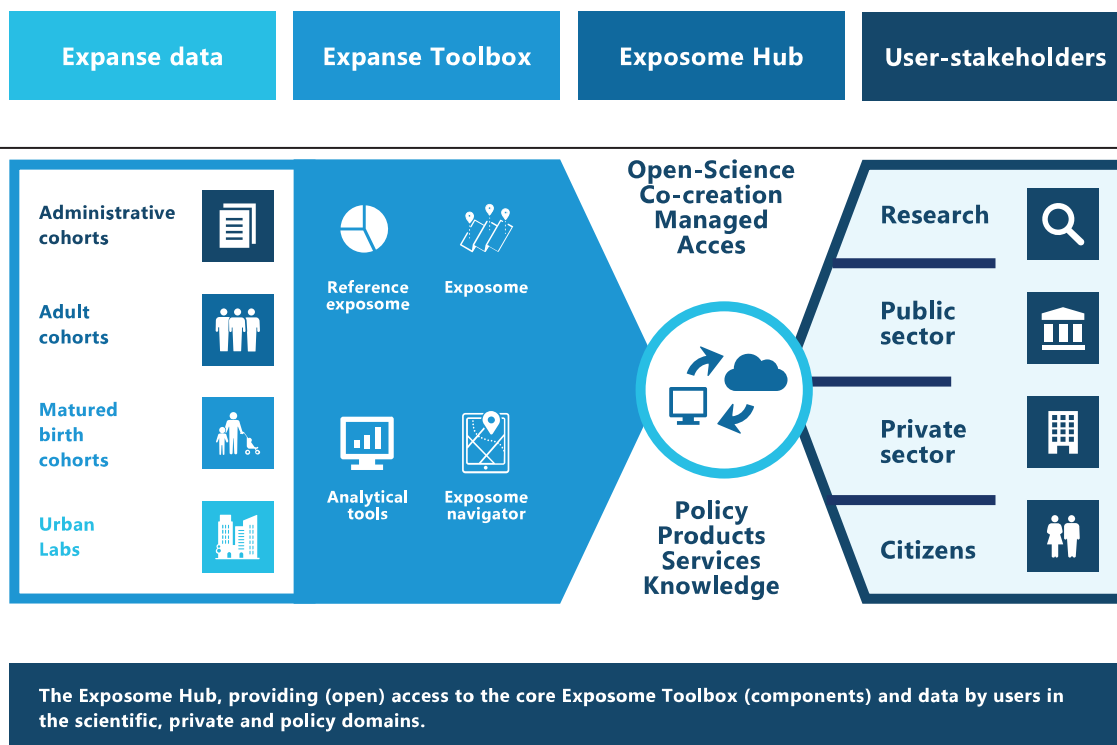 Expanse data
Expanse Toolbox
Exposome Hub
User-stakeholders
Administrative
cohorts
Adult
cohorts
Matured
birth
cohorts
Urban
Labs
Reference
exposome
Exposome
Analytical
tools
Exposome
navigator
Open-Science
Co-creation
Managed
Acces
Policy
Products
Services
Knowledge
Research
Public
sector
Private
sector
Citizens
The Exposome Hub, providing (open) access to the core Exposome Toolbox (components) and data by users in
the scientific, private and policy domains.